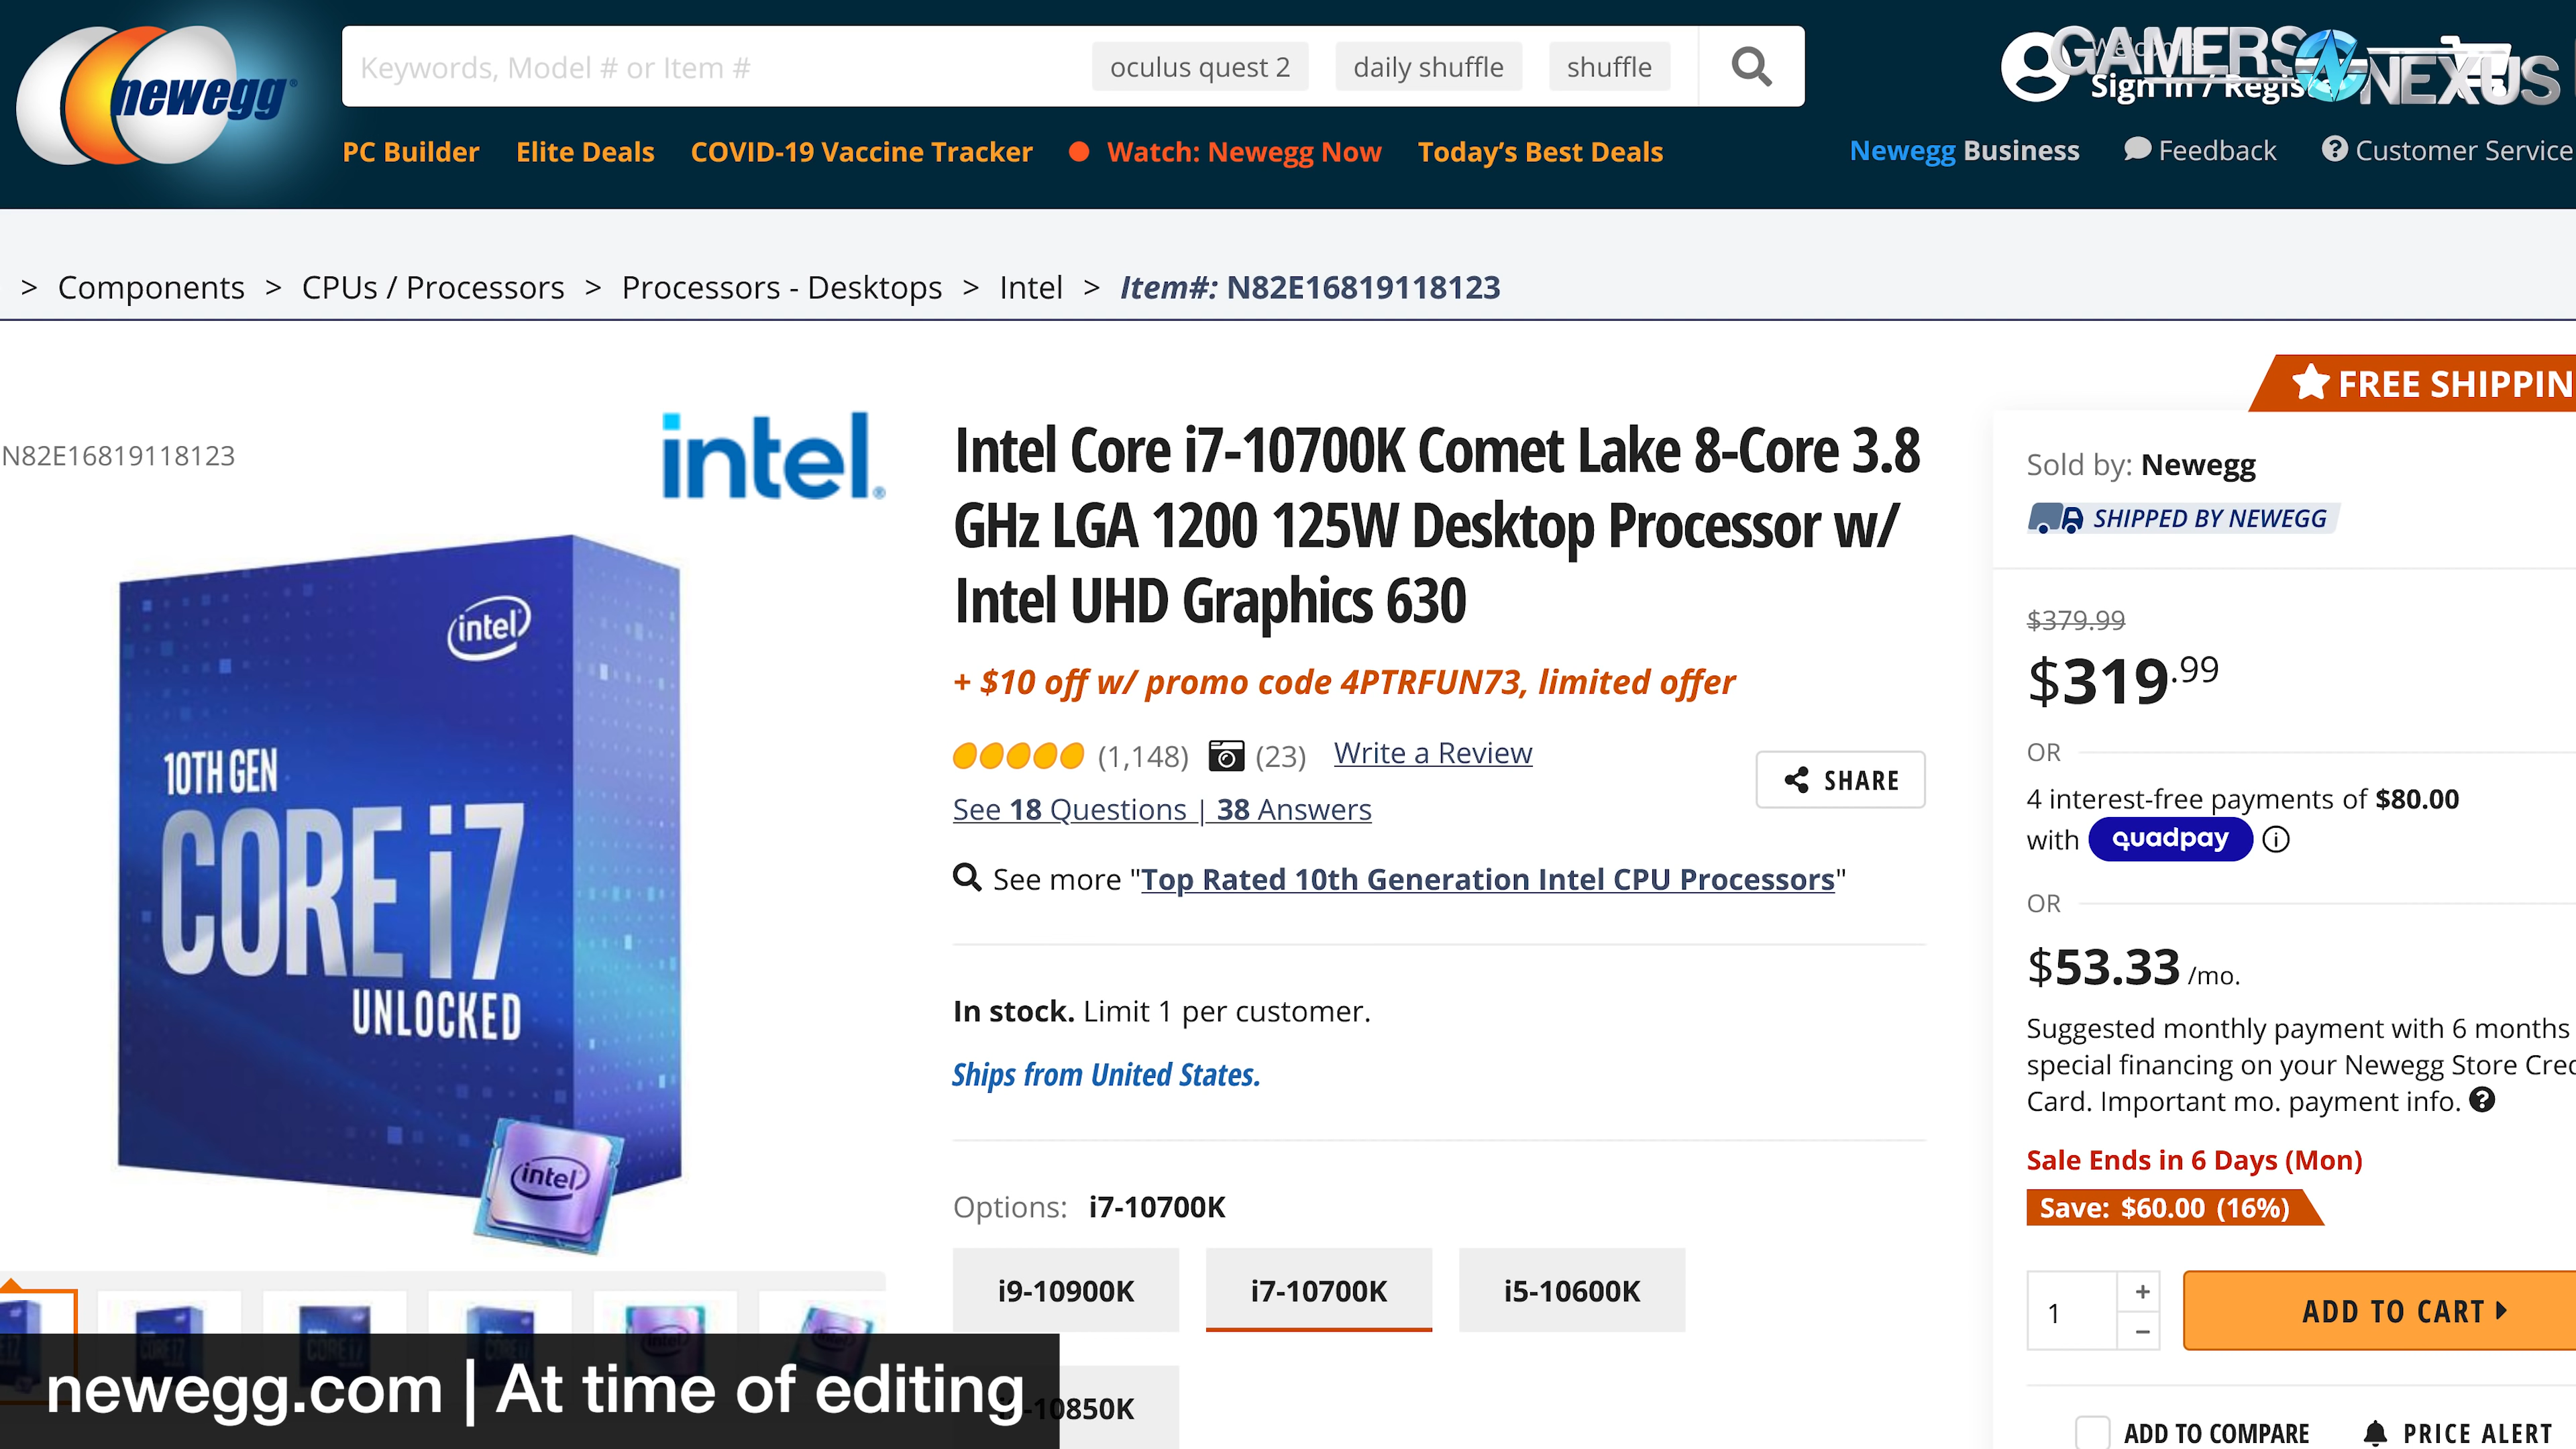 newegg
Keywords, Model # or Item #
oculus quest 2
daily shuffle
shuffle
GAMERS NEXUS
Sign in / Regis
PC Builder
Elite Deals
COVID-19 Vaccine Tracker
Watch: Newegg Now
Today's Best Deals
Newegg Business
Feedback
Customer Service
> Components > CPUs / Processors > Processors - Desktops > Intel > Item#: N82E16819118123
FREE SHIPPIN
N82E16819118123
intel
intel
10TH GEN
CORE i7
UNLOCKED
intel
Intel Core i7-10700K Comet Lake 8-Core 3.8
GHz LGA 1200 125W Desktop Processor w/
Intel UHD Graphics 630
+ $10 off w/ promo code 4PTRFUN73, limited offer
(1,148)
(23)
Write a Review
SHARE
See 18 Questions | 38 Answers
See more "Top Rated 10th Generation Intel CPU Processors"
In stock. Limit 1 per customer.
Ships from United States.
Options: i7-10700K
i9-10900K
i7-10700K
i5-10600K
10850K
Sold by: Newegg
SHIPPED BY NEWEGG
$379.99
$319.99
OR
4 interest-free payments of $80.00
with quadpay
OR
$53.33 /mo.
Suggested monthly payment with 6 months
special financing on your Newegg Store Cred
Card. Important mo. payment info.
Sale Ends in 6 Days (Mon)
Save: $60.00 (16%)
1
+
−
ADD TO CART
ADD TO COMPARE
PRICE ALERT
newegg.com | At time of editing